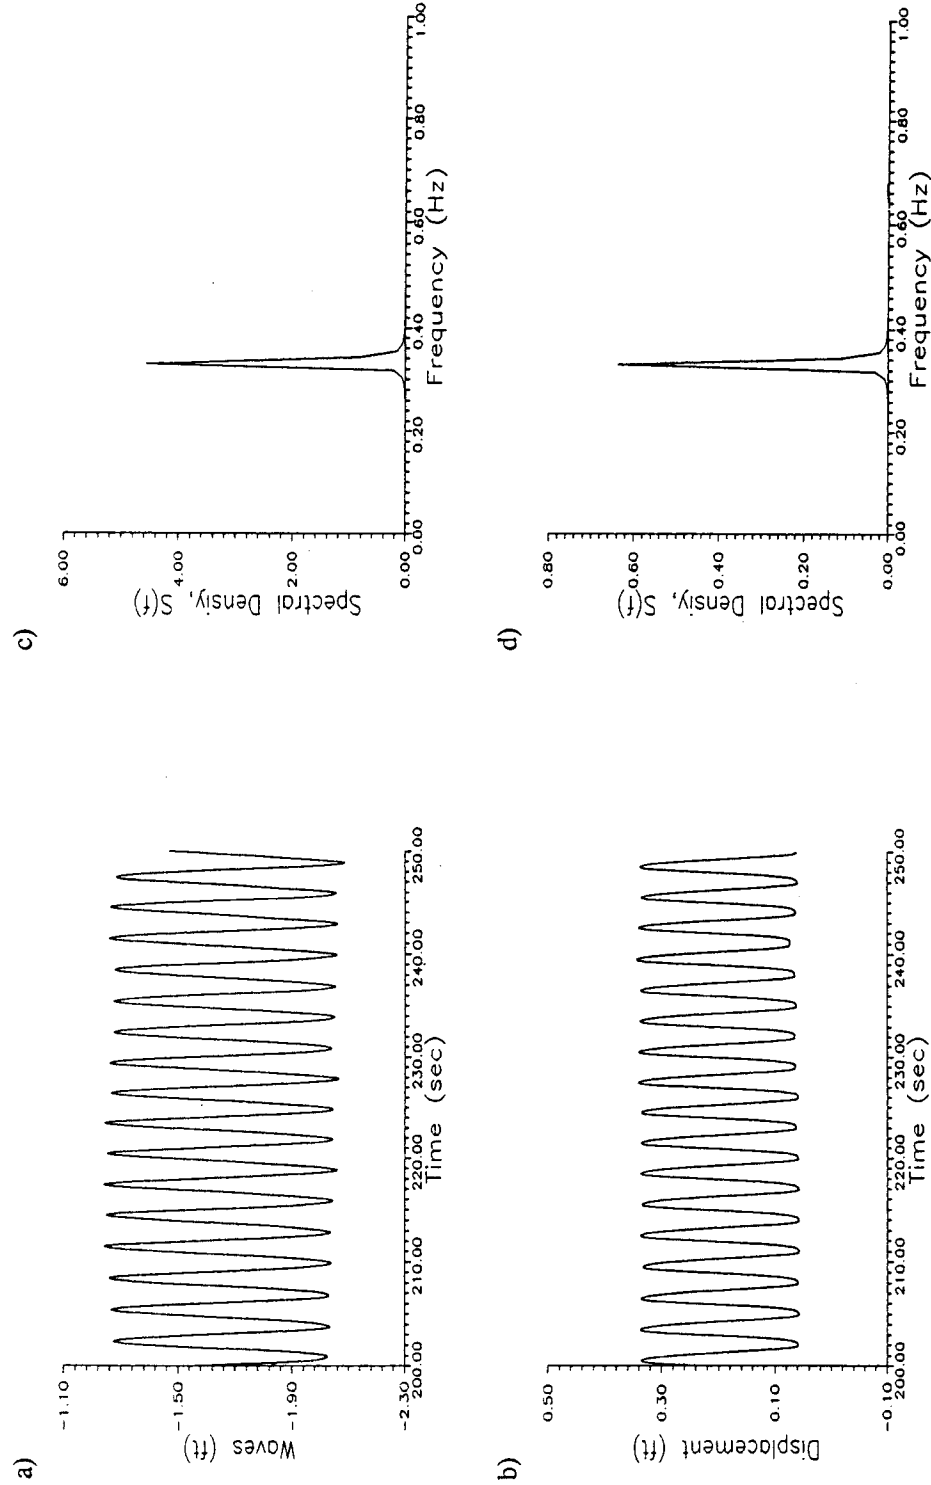 a)
Waves (ft)
-1.10
-1.50
-1.90
-2.30
200.00 210.00 220.00 230.00 240.00 250.00
Time (sec)
c)
Spectral Densiy, S(f)
6.00
4.00
2.00
0.00
0.00 0.20 0.40 0.60 0.80 1.00
Frequency (Hz)
b)
Displacement (ft)
0.50
0.30
0.10
-0.10
200.00 210.00 220.00 230.00 240.00 250.00
Time (sec)
d)
Spectral Densiy, S(f)
0.80
0.60
0.40
0.20
0.00
0.00 0.20 0.40 0.60 0.80 1.00
Frequency (Hz)